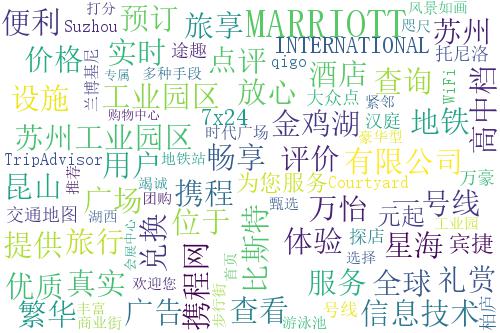 打分
风景如画
便利
Suzhou
预订
旅享
MARRIOTT
咫尺
苏州
价格
实时
途趣
点评
INTERNATIONAL
托尼洛
兰博基尼
专属
多种手段
qigo
酒店
查询
WiFi
高中档
设施
工业园区
放心
大众点
紧邻
地铁
购物中心
7x24
金鸡湖
汉庭
苏州工业园区
时代广场
豪华型
TripAdvisor
用户
地铁站
畅享
评价
有限公司
昆山
推荐
竭诚
团购
携程
为您服务
Courtyard
万豪
交通地图
湖西
广场
兑换
位于
比斯特
甄选
万怡
元起
一号线
工业园
提供
旅行
会展中心
携程网
体验
探店
星海
宾捷
优质
真实
欢迎您
首页
步行街
选择
服务
全球
礼赏
繁华
丰富
商业街
广告
查看
游泳池
号线
信息技术